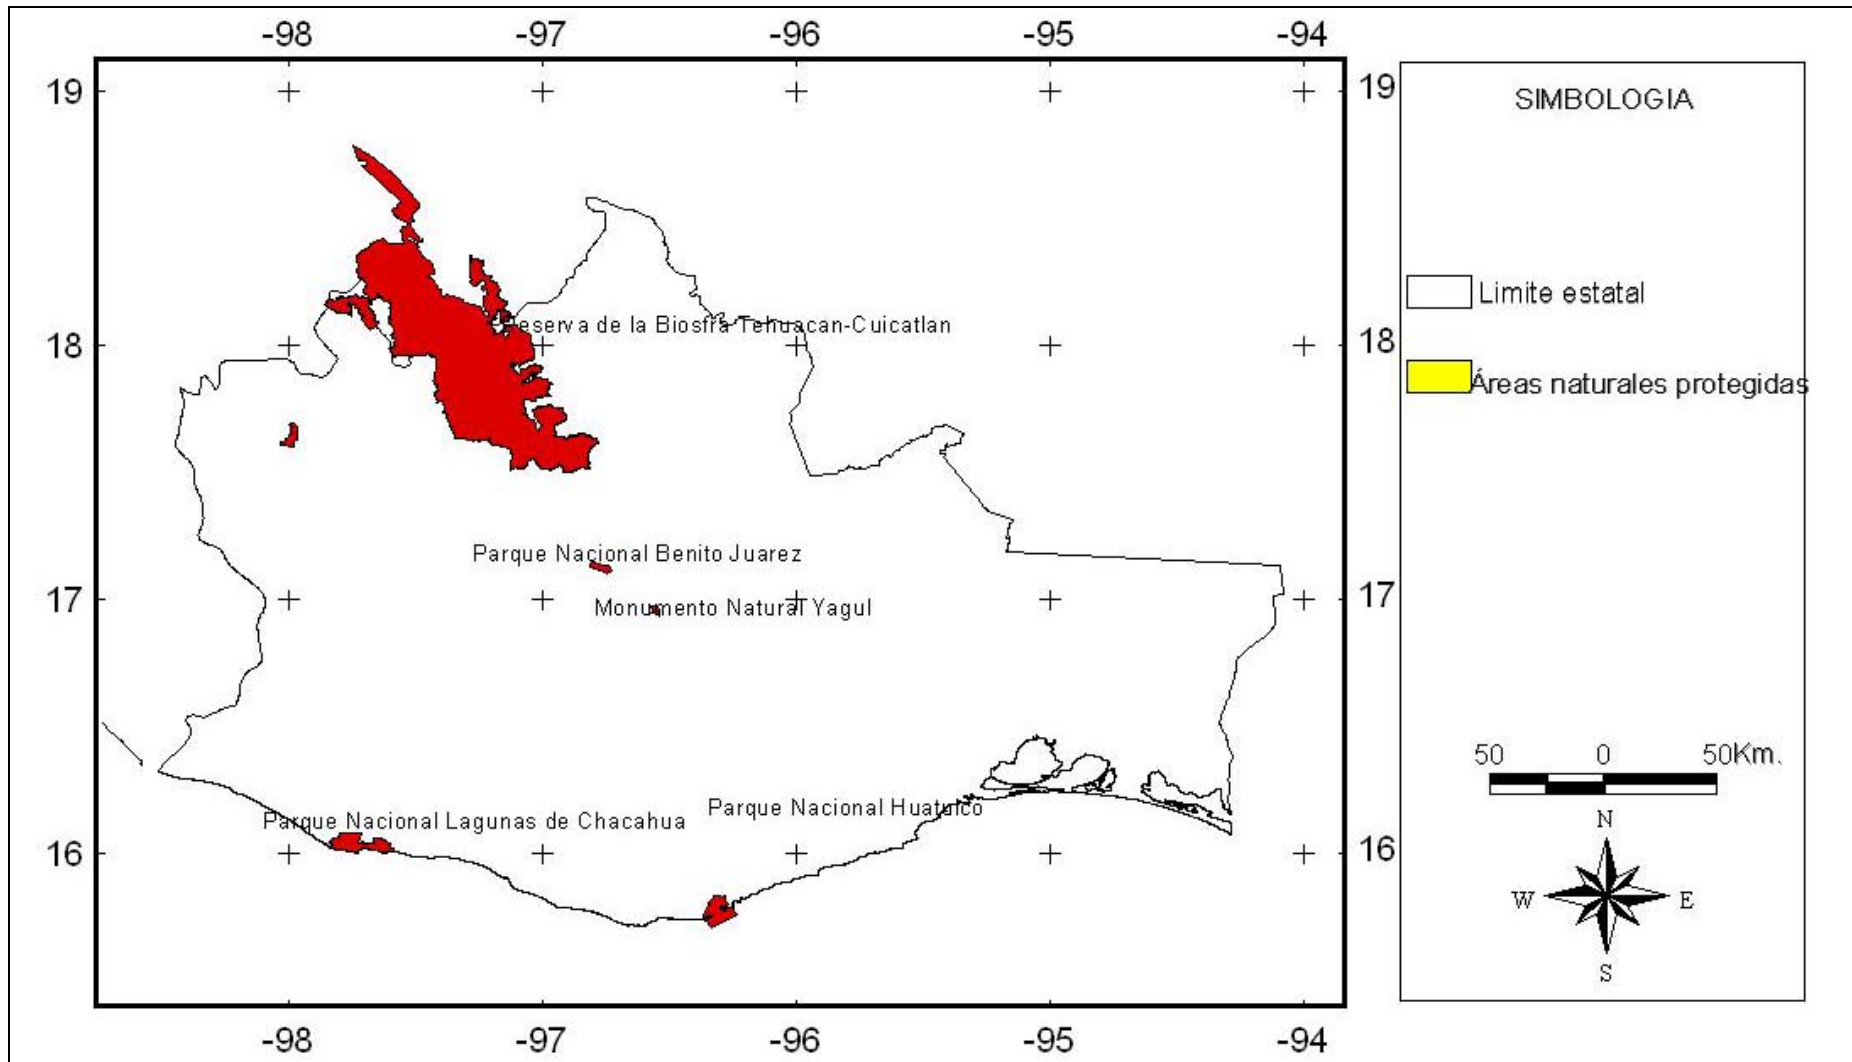 -98 -97 -96 -95 -94
19 19
SIMBOLOGIA
Limite estatal
Reserva de la Biosfra Tehuacan-Cuicatlan
18 18
Áreas naturales protegidas
Parque Nacional Benito Juarez
17 17
Monumento Natural Yagul
50 0 50Km.
Parque Nacional Huatulco
Parque Nacional Lagunas de Chacahua
N
16 16
W E
S
-98 -97 -96 -95 -94